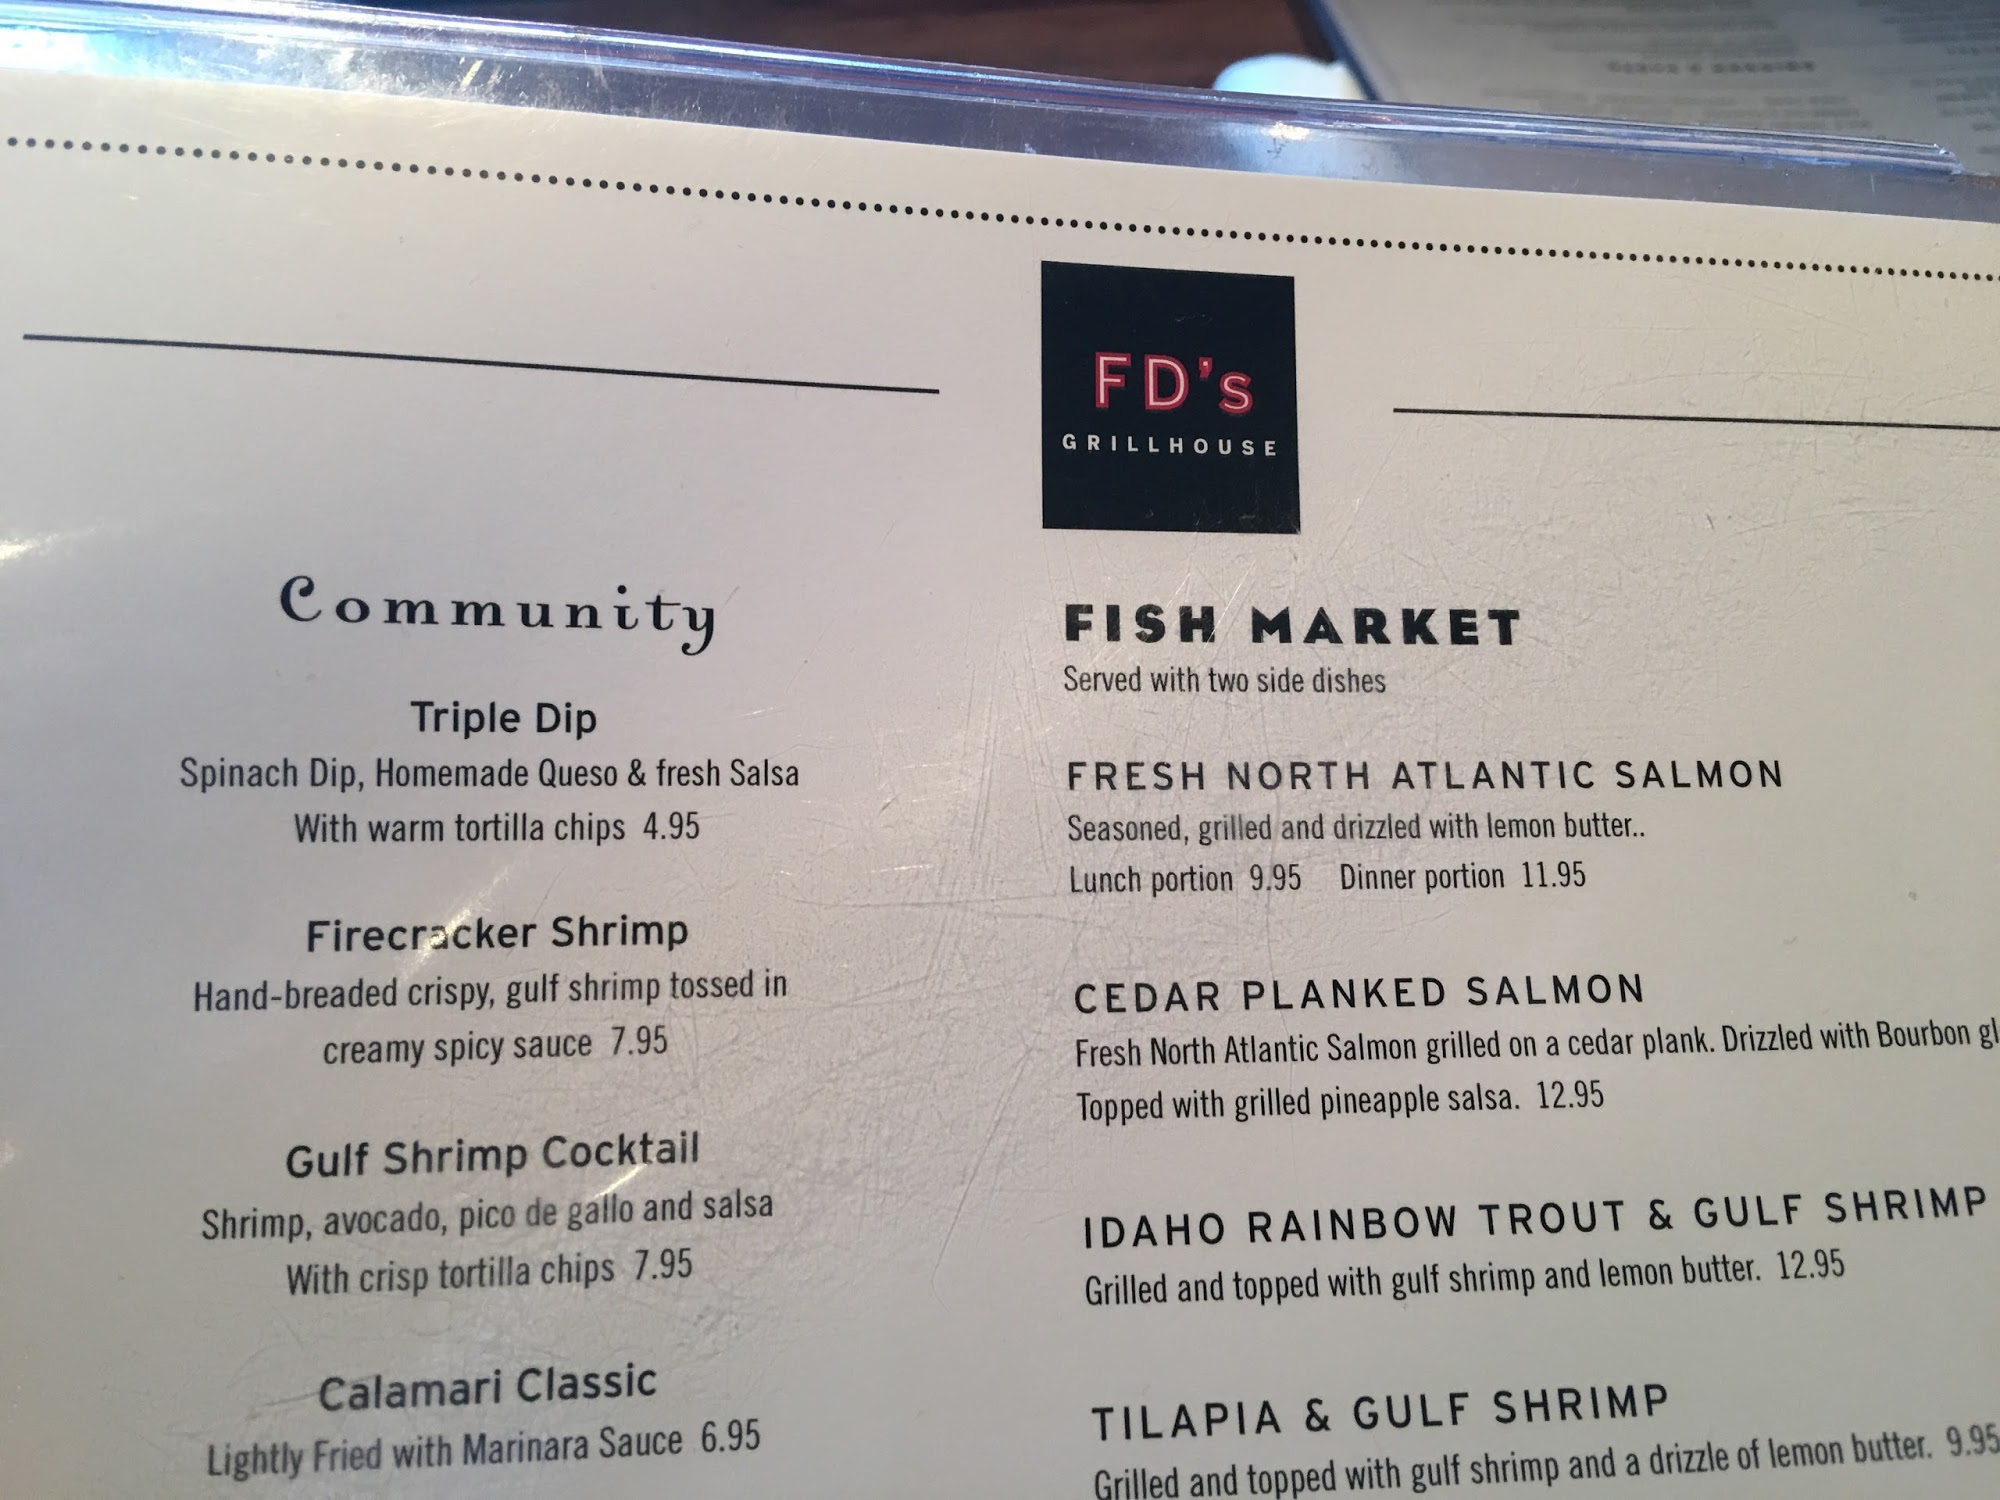 FD's
GRILLHOUSE
Community
Triple Dip
Spinach Dip, Homemade Queso & fresh Salsa
With warm tortilla chips 4.95
Firecracker Shrimp
Hand-breaded crispy, gulf shrimp tossed in
creamy spicy sauce 7.95
Gulf Shrimp Cocktail
Shrimp, avocado, pico de gallo and salsa
With crisp tortilla chips 7.95
Calamari Classic
Lightly Fried with Marinara Sauce 6.95
FISH MARKET
Served with two side dishes
FRESH NORTH ATLANTIC SALMON
Seasoned, grilled and drizzled with lemon butter..
Lunch portion 9.95 Dinner portion 11.95
CEDAR PLANKED SALMON
Fresh North Atlantic Salmon grilled on a cedar plank. Drizzled with Bourbon gl
Topped with grilled pineapple salsa. 12.95
IDAHO RAINBOW TROUT & GULF SHRIMP
Grilled and topped with gulf shrimp and lemon butter. 12.95
TILAPIA & GULF SHRIMP
Grilled and topped with gulf shrimp and a drizzle of lemon butter. 9.95